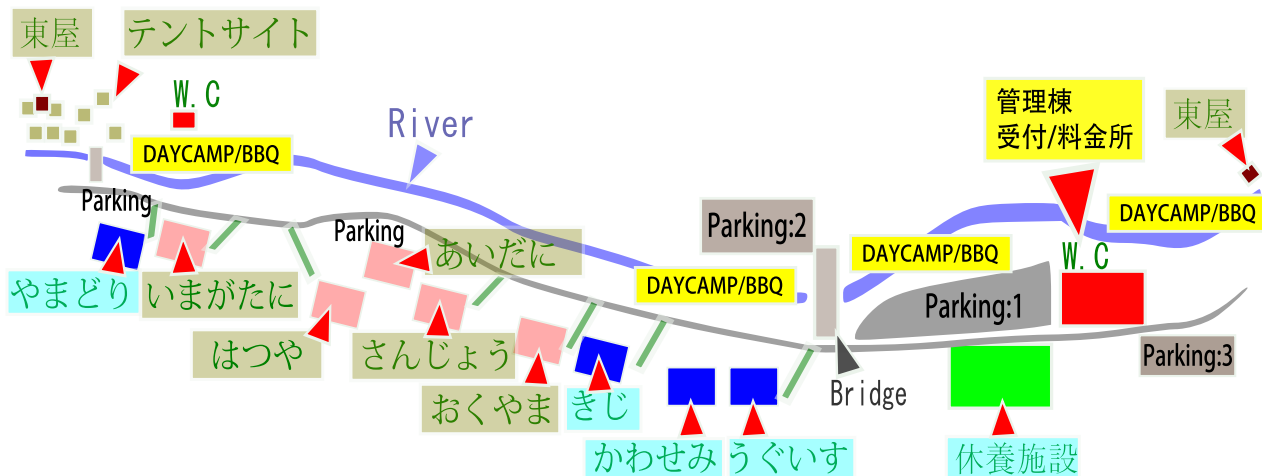 東屋
テントサイト
W.C
DAYCAMP/BBQ
River
管理棟
受付/料金所
東屋
Parking
Parking
Parking:2
DAYCAMP/BBQ
DAYCAMP/BBQ
W.C
あいだに
やまどり
いまがたに
DAYCAMP/BBQ
Parking:1
はつや
さんじょう
Parking:3
Bridge
おくやま
きじ
かわせみ
うぐいす
休養施設